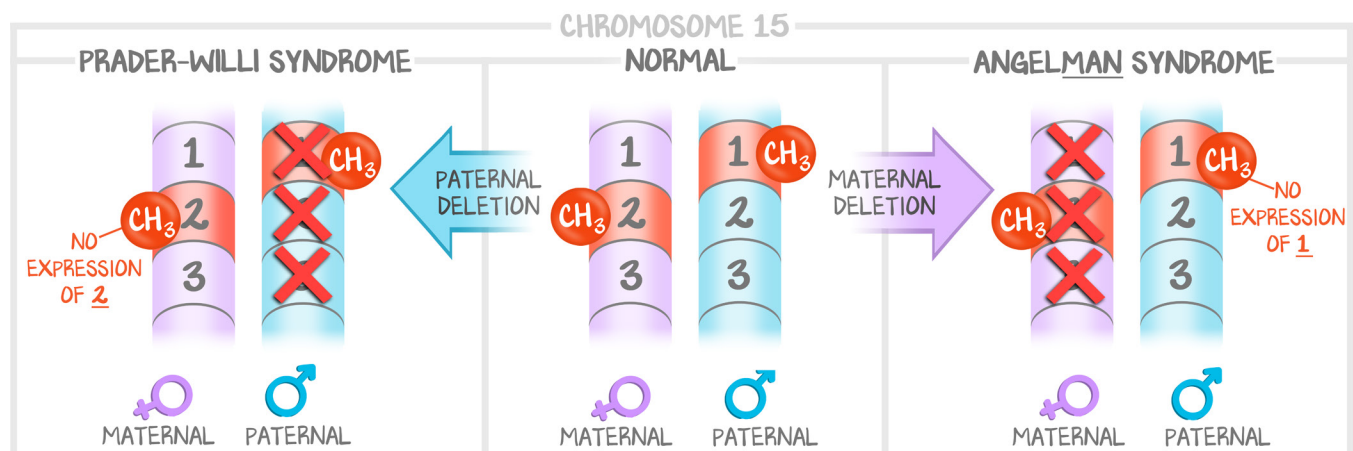 CHROMOSOME 15
PRADER-WILLI SYNDROME
1
CH3
CH3
2
NO
EXPRESSION
OF 2
3
MATERNAL
PATERNAL
PATERNAL
DELETION
NORMAL
1
1
CH3
CH3
2
2
3
3
MATERNAL
PATERNAL
MATERNAL
DELETION
ANGELMAN SYNDROME
1
CH3
CH3
2
NO
EXPRESSION
OF 1
3
MATERNAL
PATERNAL